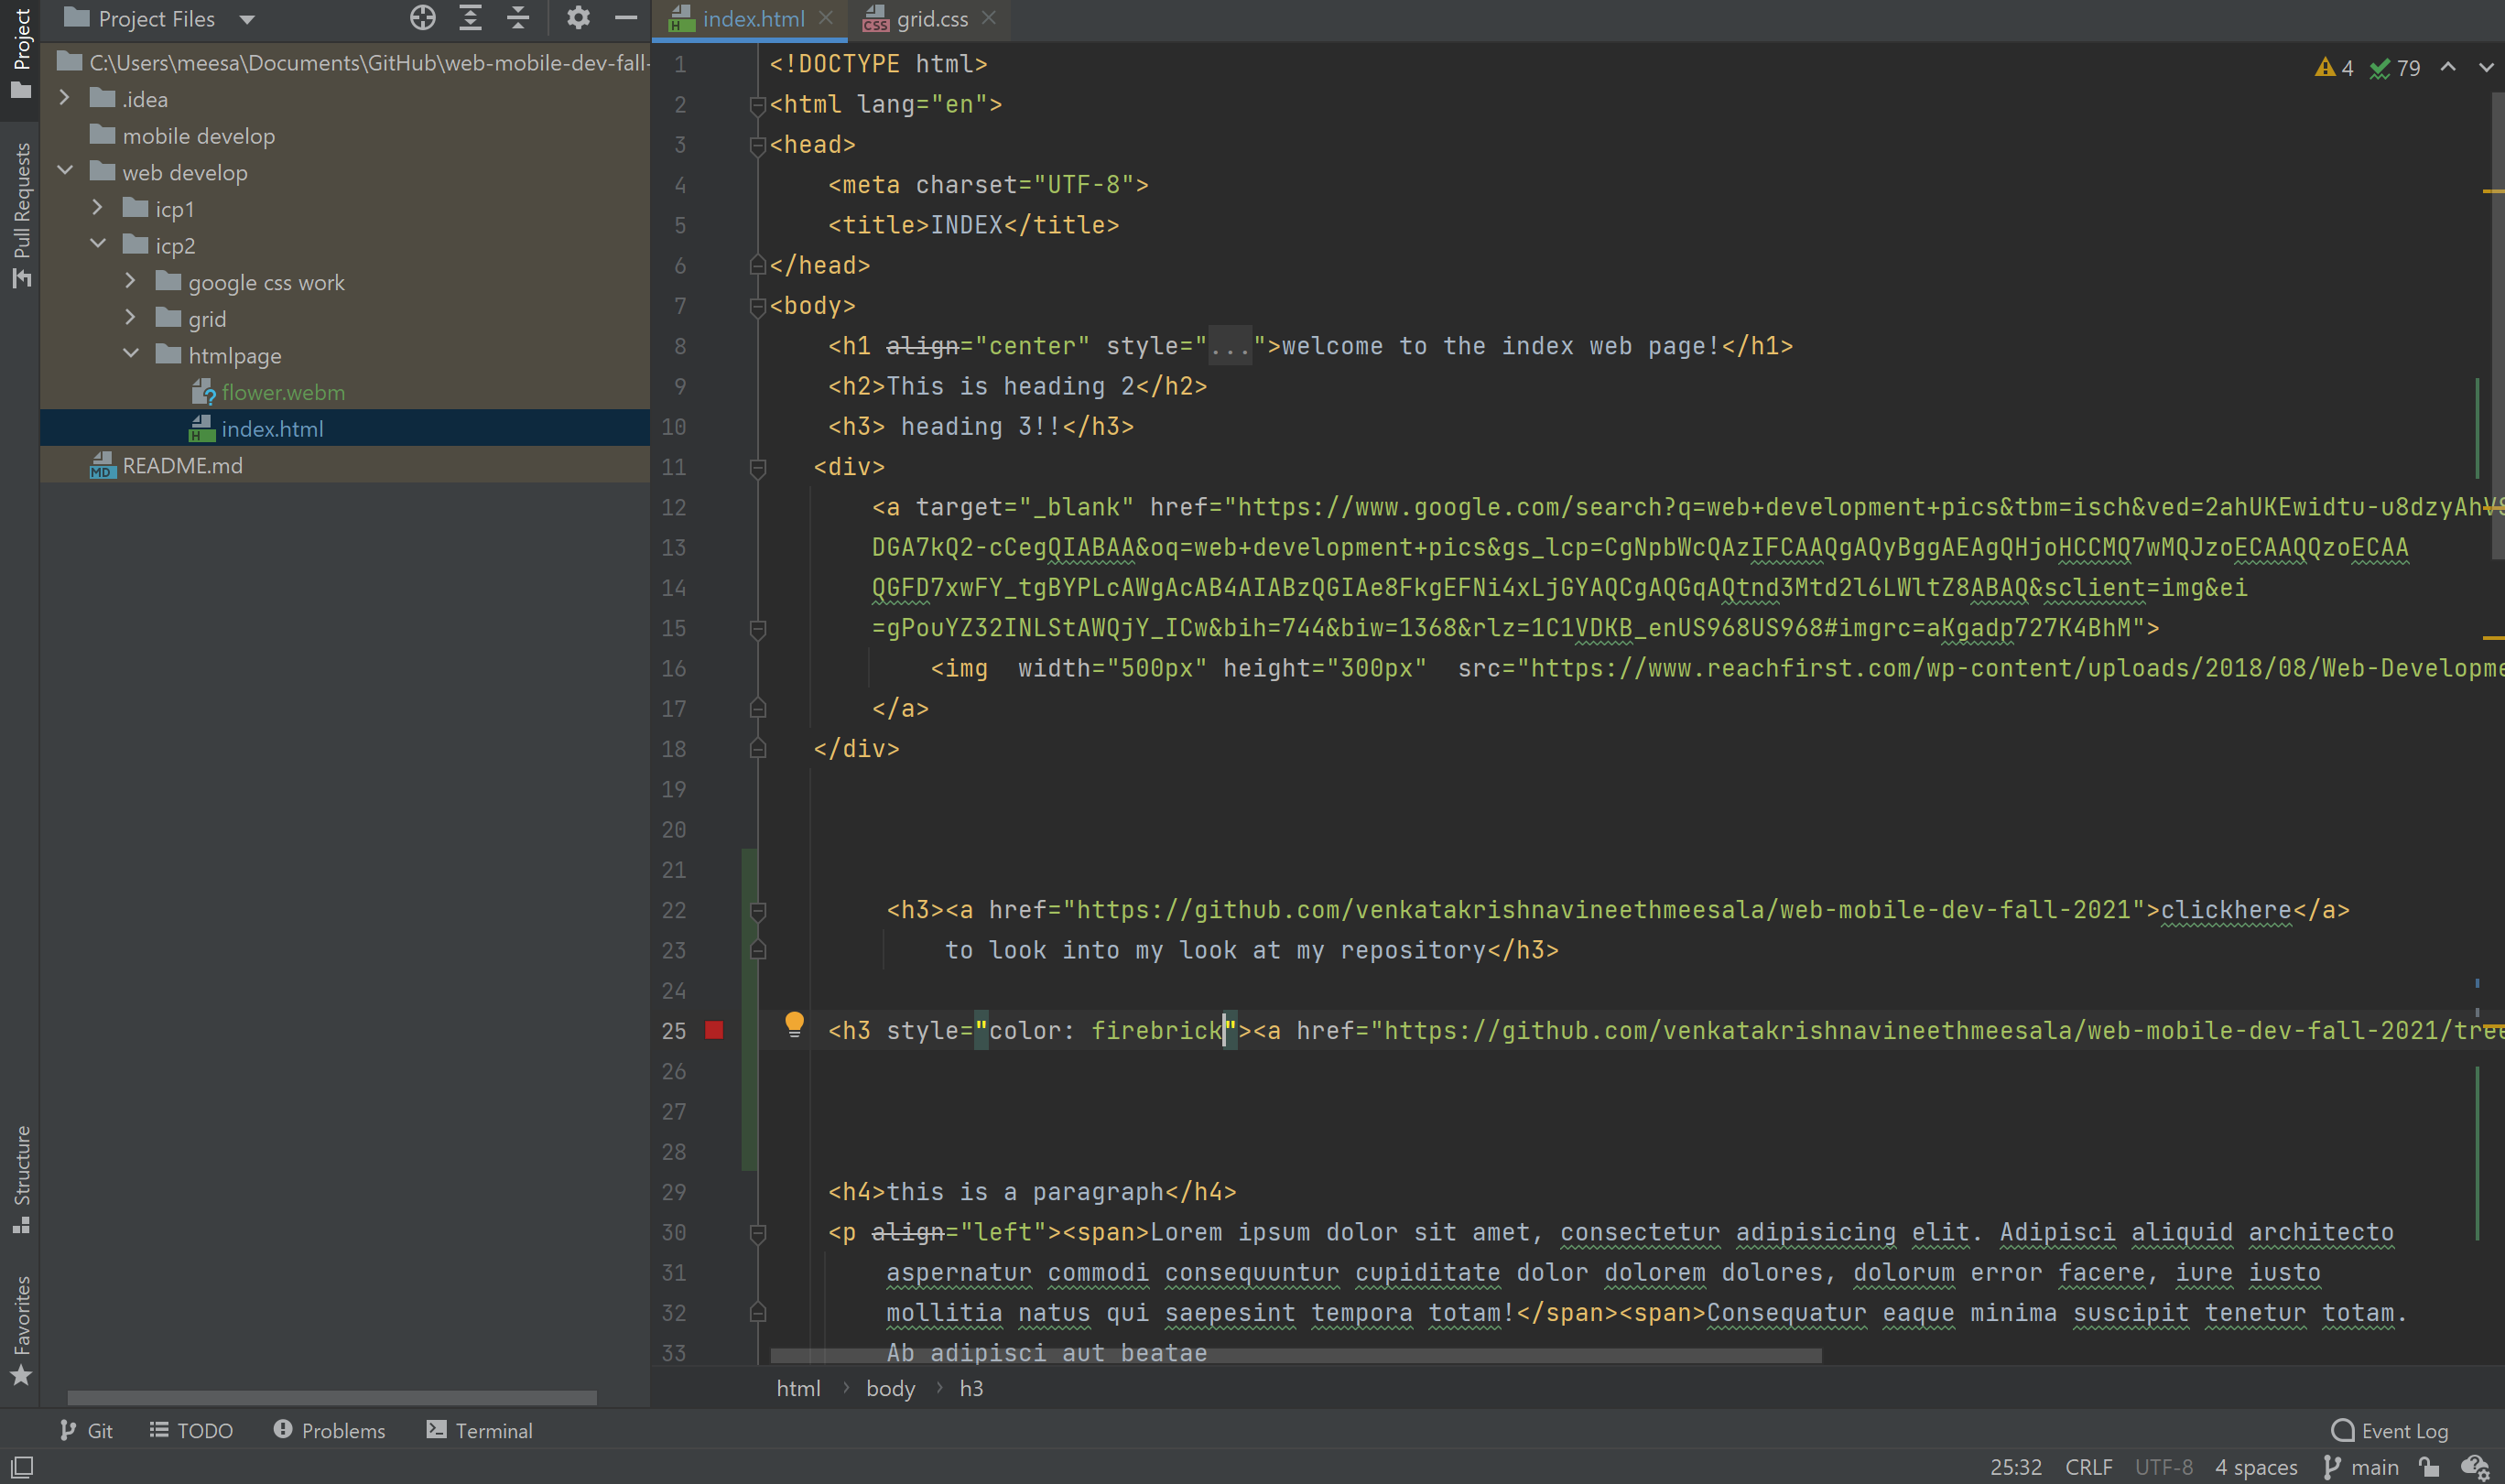 Project
Pull Requests
Structure
Favorites
Project Files
C:\Users\meesa\Documents\GitHub\web-mobile-dev-fall-
.idea
mobile develop
web develop
icp1
icp2
google css work
grid
htmlpage
flower.webm
index.html
README.md
index.html
grid.css
4 79
1 <!DOCTYPE html>
2 <html lang="en">
3 <head>
4 <meta charset="UTF-8">
5 <title>INDEX</title>
6 </head>
7 <body>
8 <h1 align="center" style="...">welcome to the index web page!</h1>
9 <h2>This is heading 2</h2>
10 <h3> heading 3!!</h3>
11 <div>
12 <a target="_blank" href="https://www.google.com/search?q=web+development+pics&tbm=isch&ved=2ahUKEwidtu-u8dzyAhVS
13 DGA7kQ2-cCegQIABAA&oq=web+development+pics&gs_lcp=CgNpbWcQAzIFCAAQgAQyBggAEAgQHjoHCCMQ7wMQJzoECAAQQzoECAA
14 QGFD7xwFY_tgBYPLcAWgAcAB4AIABzQGIAe8FkgEFNi4xLjGYAQCgAQGqAQtnd3Mtd2l6LWltZ8ABAQ&sclient=img&ei
15 =gPouYZ32INLStAWQjY_ICw&bih=744&biw=1368&rlz=1C1VDKB_enUS968US968#imgrc=aKgadp727K4BhM">
16 <img  width="500px" height="300px"  src="https://www.reachfirst.com/wp-content/uploads/2018/08/Web-Developme
17 </a>
18 </div>
19
20
21
22 <h3><a href="https://github.com/venkatakrishnavineethmeesala/web-mobile-dev-fall-2021">clickhere</a>
23 to look into my look at my repository</h3>
24
25 <h3 style="color: firebrick"><a href="https://github.com/venkatakrishnavineethmeesala/web-mobile-dev-fall-2021/tree
26
27
28
29 <h4>this is a paragraph</h4>
30 <p align="left"><span>Lorem ipsum dolor sit amet, consectetur adipisicing elit. Adipisci aliquid architecto
31 aspernatur commodi consequuntur cupiditate dolor dolorem dolores, dolorum error facere, iure iusto
32 mollitia natus qui saepesint tempora totam!</span><span>Consequatur eaque minima suscipit tenetur totam.
33 Ab adipisci aut beatae
html › body › h3
Git TODO Problems Terminal Event Log
25:32 CRLF UTF-8 4 spaces main